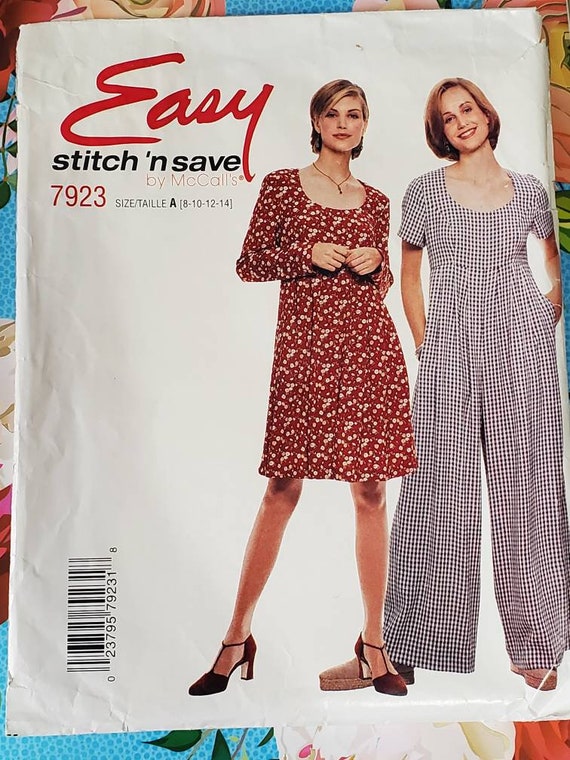 Easy
stitch 'n save
by McCall's®
7923 SIZE/TAILLE A [8-10-12-14]
0 23795 79231 8